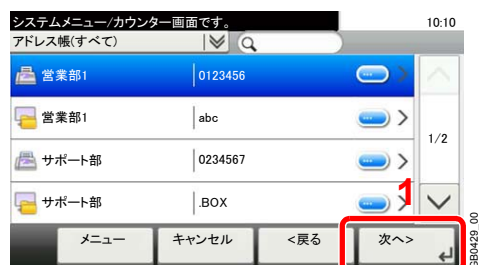 システムメニュー/カウンター画面です。 10:10
アドレス帳(すべて)
営業部1 0123456
営業部1 abc
1/2
サポート部 0234567
サポート部 .BOX
1
メニュー キャンセル <戻る 次へ>
GB0429_00